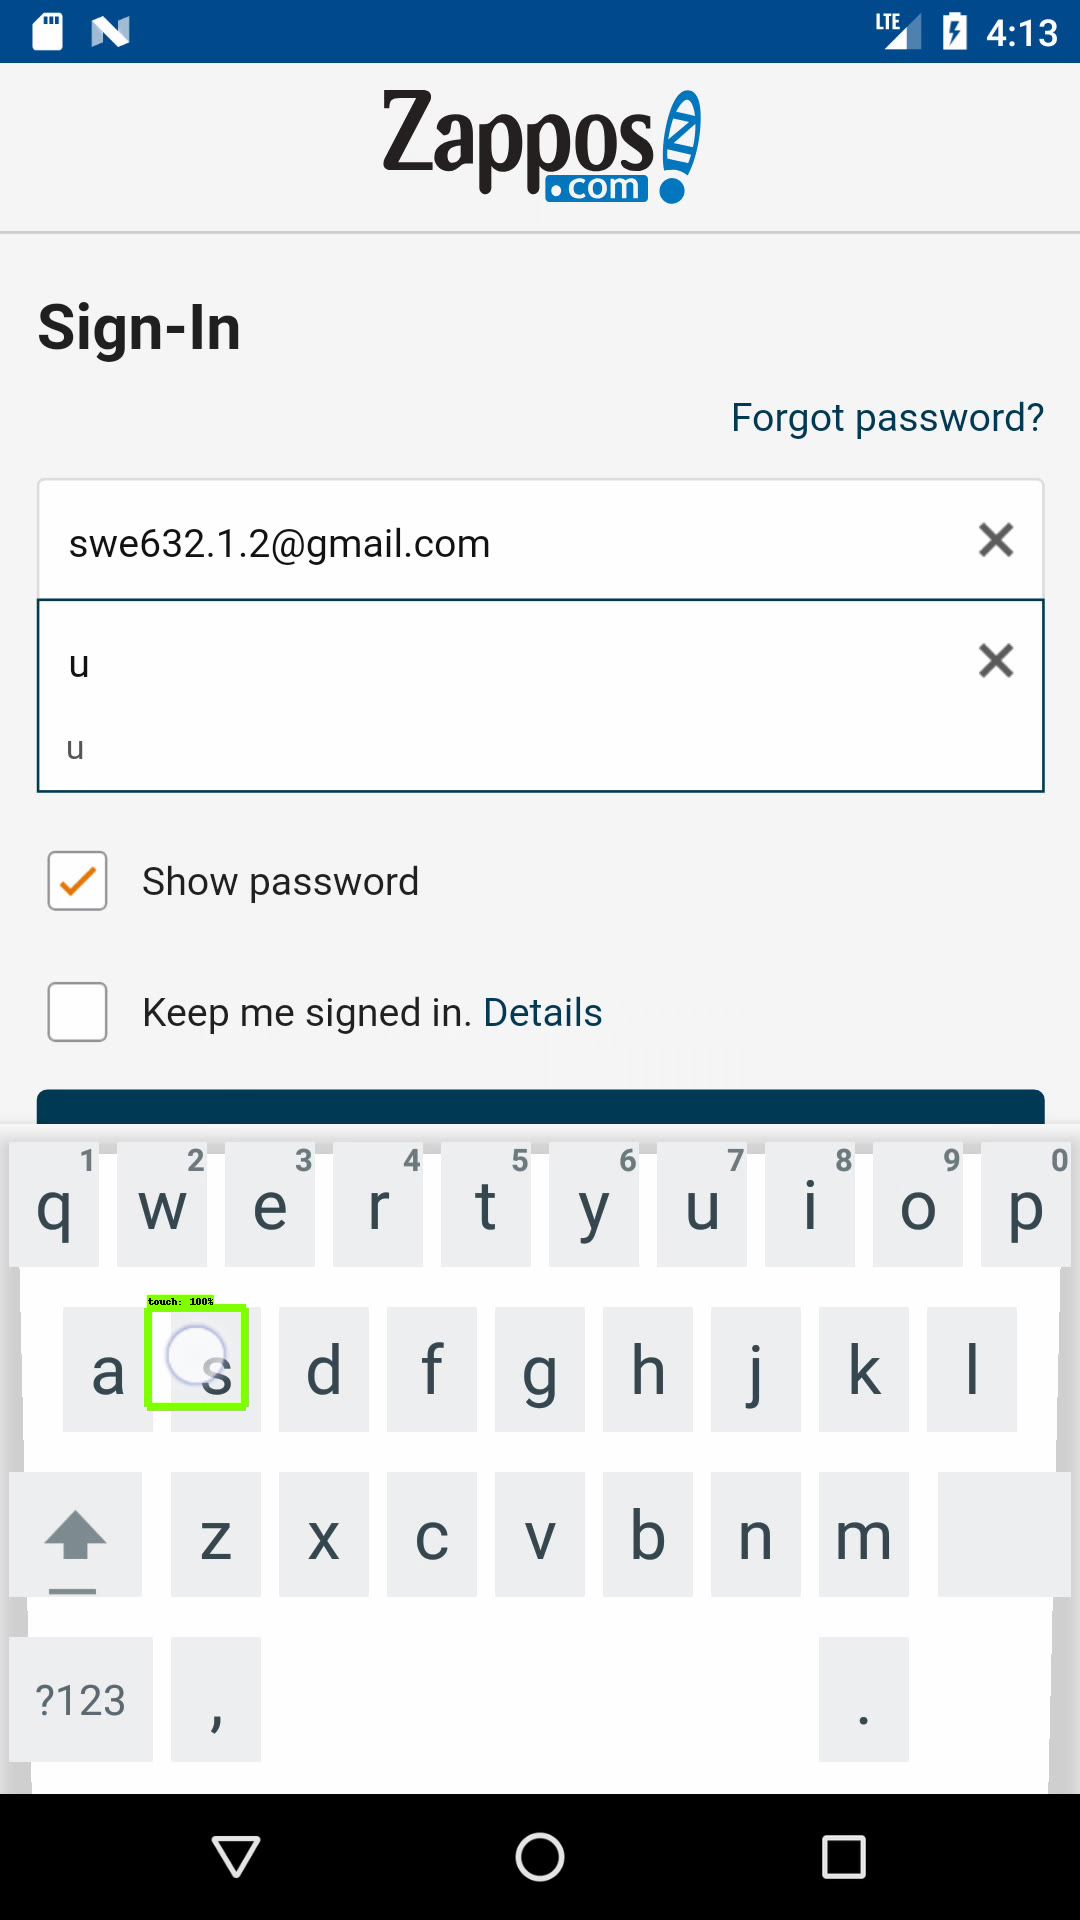 LTE 4:13
Zappos
.com
Sign-In
Forgot password?
swe632.1.2@gmail.com
u
u
Show password
Keep me signed in. Details
1 2 3 4 5 6 7 8 9 0
q w e r t y u i o p
touch: 100%
a s d f g h j k l
z x c v b n m
?123 , .